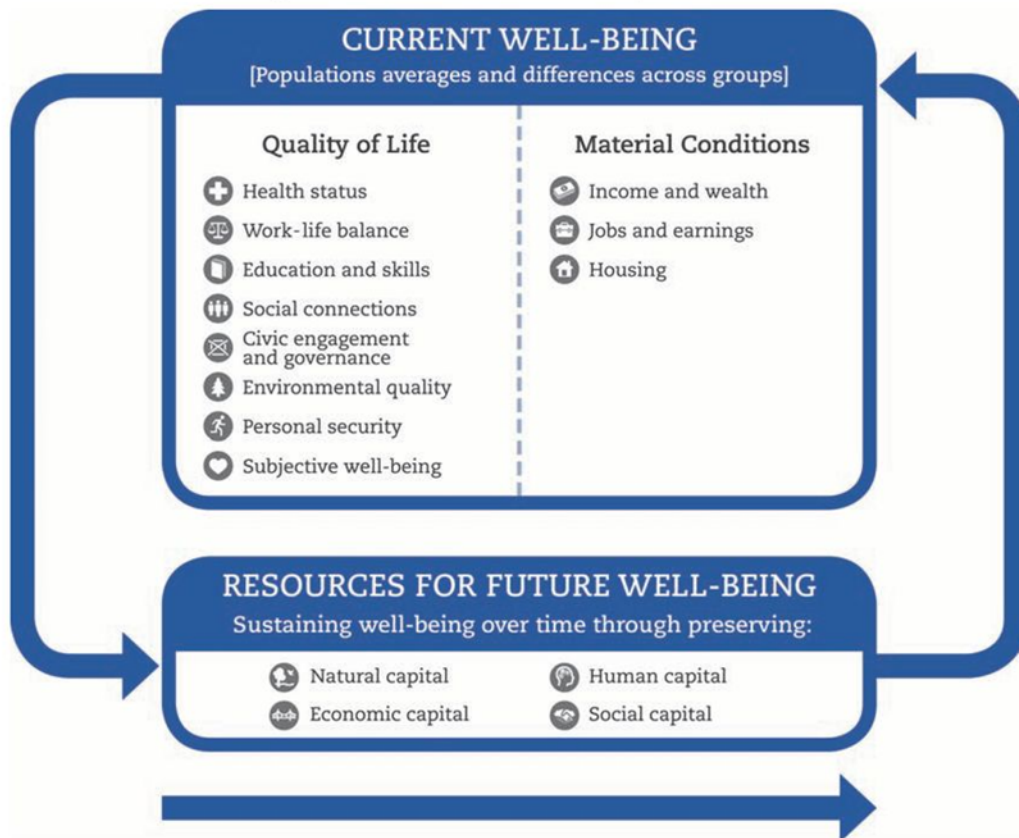 CURRENT WELL-BEING
[Populations averages and differences across groups]
Quality of Life
Health status
Work-life balance
Education and skills
Social connections
Civic engagement
and governance
Environmental quality
Personal security
Subjective well-being
Material Conditions
Income and wealth
Jobs and earnings
Housing
RESOURCES FOR FUTURE WELL-BEING
Sustaining well-being over time through preserving:
Natural capital
Human capital
Economic capital
Social capital